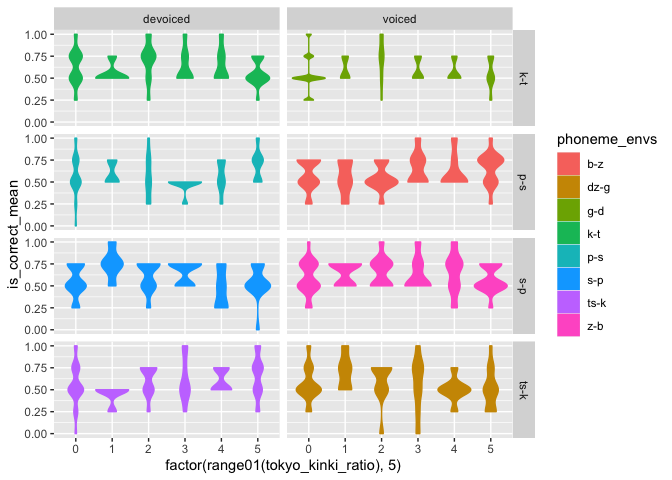 devoiced voiced
is_correct_mean
1.00
0.75
0.50
0.25
0.00
k-t
1.00
0.75
0.50
0.25
0.00
p-s
1.00
0.75
0.50
0.25
0.00
s-p
1.00
0.75
0.50
0.25
0.00
ts-k
0 1 2 3 4 5 0 1 2 3 4 5
factor(range01(tokyo_kinki_ratio), 5)
phoneme_envs
b-z
dz-g
g-d
k-t
p-s
s-p
ts-k
z-b